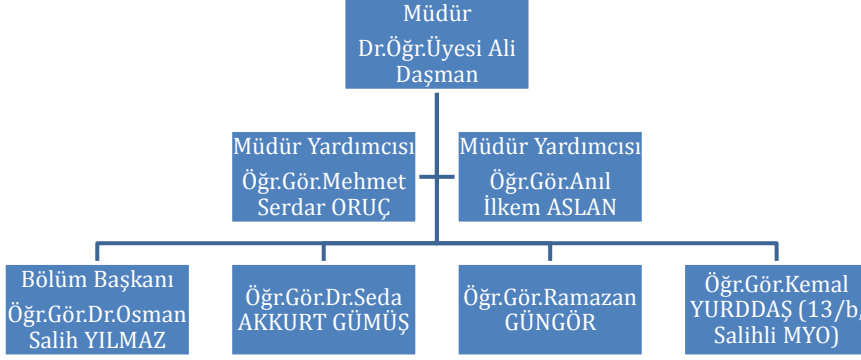 Müdür
Dr.Öğr.Üyesi Ali
Daşman
Müdür Yardımcısı
Öğr.Gör.Mehmet
Serdar ORUÇ
Müdür Yardımcısı
Öğr.Gör.Anıl
İlkem ASLAN
Bölüm Başkanı
Öğr.Gör.Dr.Osman
Salih YILMAZ
Öğr.Gör.Dr.Seda
AKKURT GÜMÜŞ
Öğr.Gör.Ramazan
GÜNGÖR
Öğr.Gör.Kemal
YURDDAŞ (13/b,
Salihli MYO)